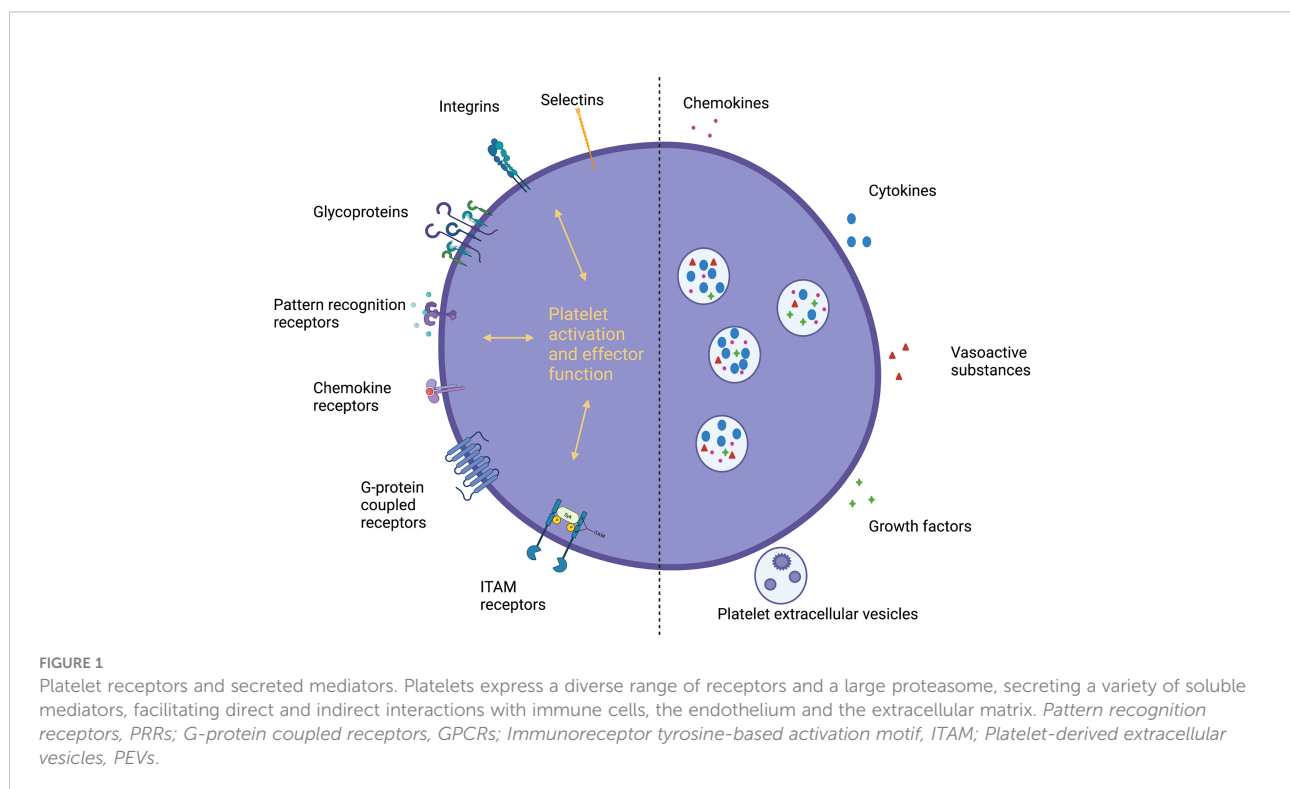 Integrins
Selectins
Chemokines
Cytokines
Glycoproteins
Pattern recognition
receptors
Platelet
activation
and effector
function
Vasoactive
substances
Chemokine
receptors
G-protein
coupled
receptors
Syk
P
P
ITAM
Growth factors
ITAM
receptors
Platelet extracellular vesicles
FIGURE 1
Platelet receptors and secreted mediators. Platelets express a diverse range of receptors and a large proteasome, secreting a variety of soluble
mediators, facilitating direct and indirect interactions with immune cells, the endothelium and the extracellular matrix. Pattern recognition
receptors, PRRs; G-protein coupled receptors, GPCRs; Immunoreceptor tyrosine-based activation motif, ITAM; Platelet-derived extracellular
vesicles, PEVs.